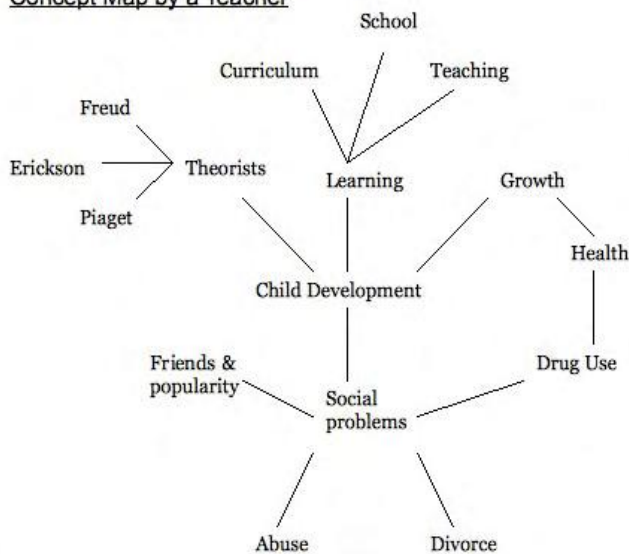 Concept Map by a Teacher
School
Curriculum
Teaching
Freud
Erickson
Theorists
Learning
Growth
Piaget
Health
Child Development
Friends &
popularity
Drug Use
Social
problems
Abuse
Divorce